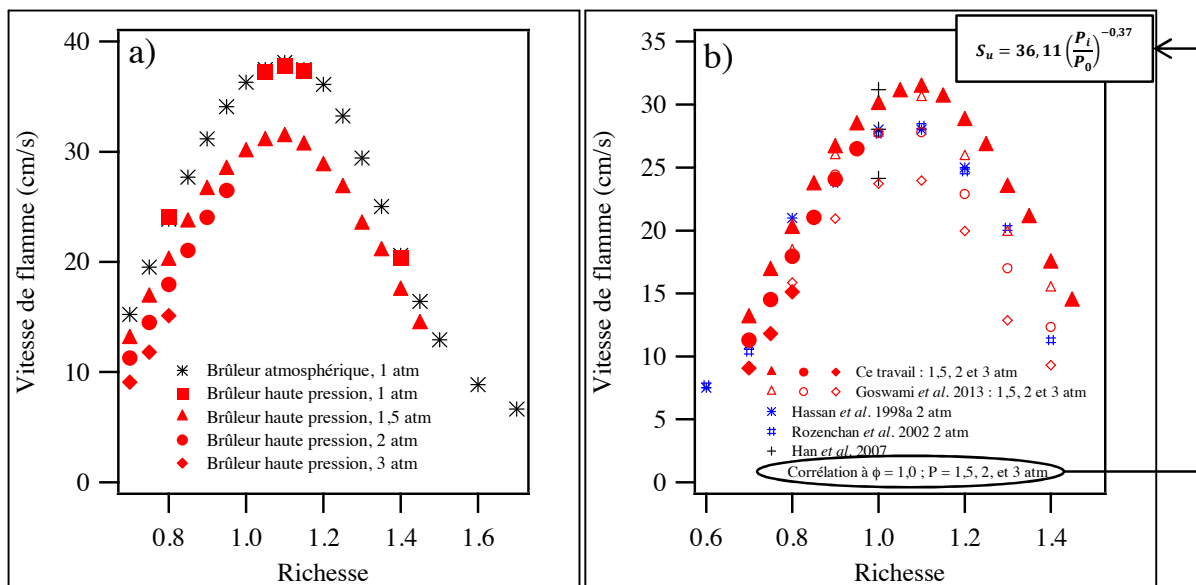 a)
Vitesse de flamme (cm/s)
40
30
20
10
0
Brûleur atmosphérique, 1 atm
Brûleur haute pression, 1 atm
Brûleur haute pression, 1,5 atm
Brûleur haute pression, 2 atm
Brûleur haute pression, 3 atm
0.8 1.0 1.2 1.4 1.6
Richesse
b)
S_u = 36,11 (P_i/P_0)^−0,37
Vitesse de flamme (cm/s)
35
30
25
20
15
10
5
0
Ce travail : 1,5, 2 et 3 atm
Goswami et al. 2013 : 1,5, 2 et 3 atm
Hassan et al. 1998a 2 atm
Rozenchan et al. 2002 2 atm
Han et al. 2007
Corrélation à ϕ = 1,0 ; P = 1,5, 2, et 3 atm
0.6 0.8 1.0 1.2 1.4
Richesse